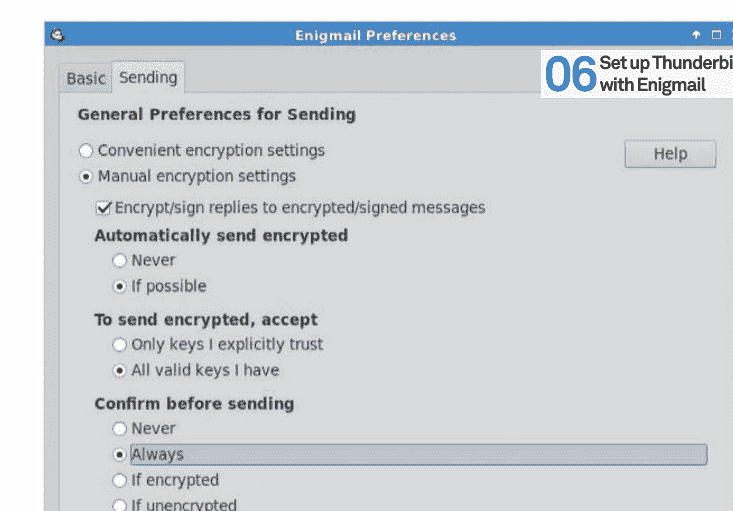 Enigmail Preferences
06 Set up Thunderbi
with Enigmail
Basic Sending
General Preferences for Sending
Convenient encryption settings
Help
Manual encryption settings
Encrypt/sign replies to encrypted/signed messages
Automatically send encrypted
Never
If possible
To send encrypted, accept
Only keys I explicitly trust
All valid keys I have
Confirm before sending
Never
Always
If encrypted
If unencrypted